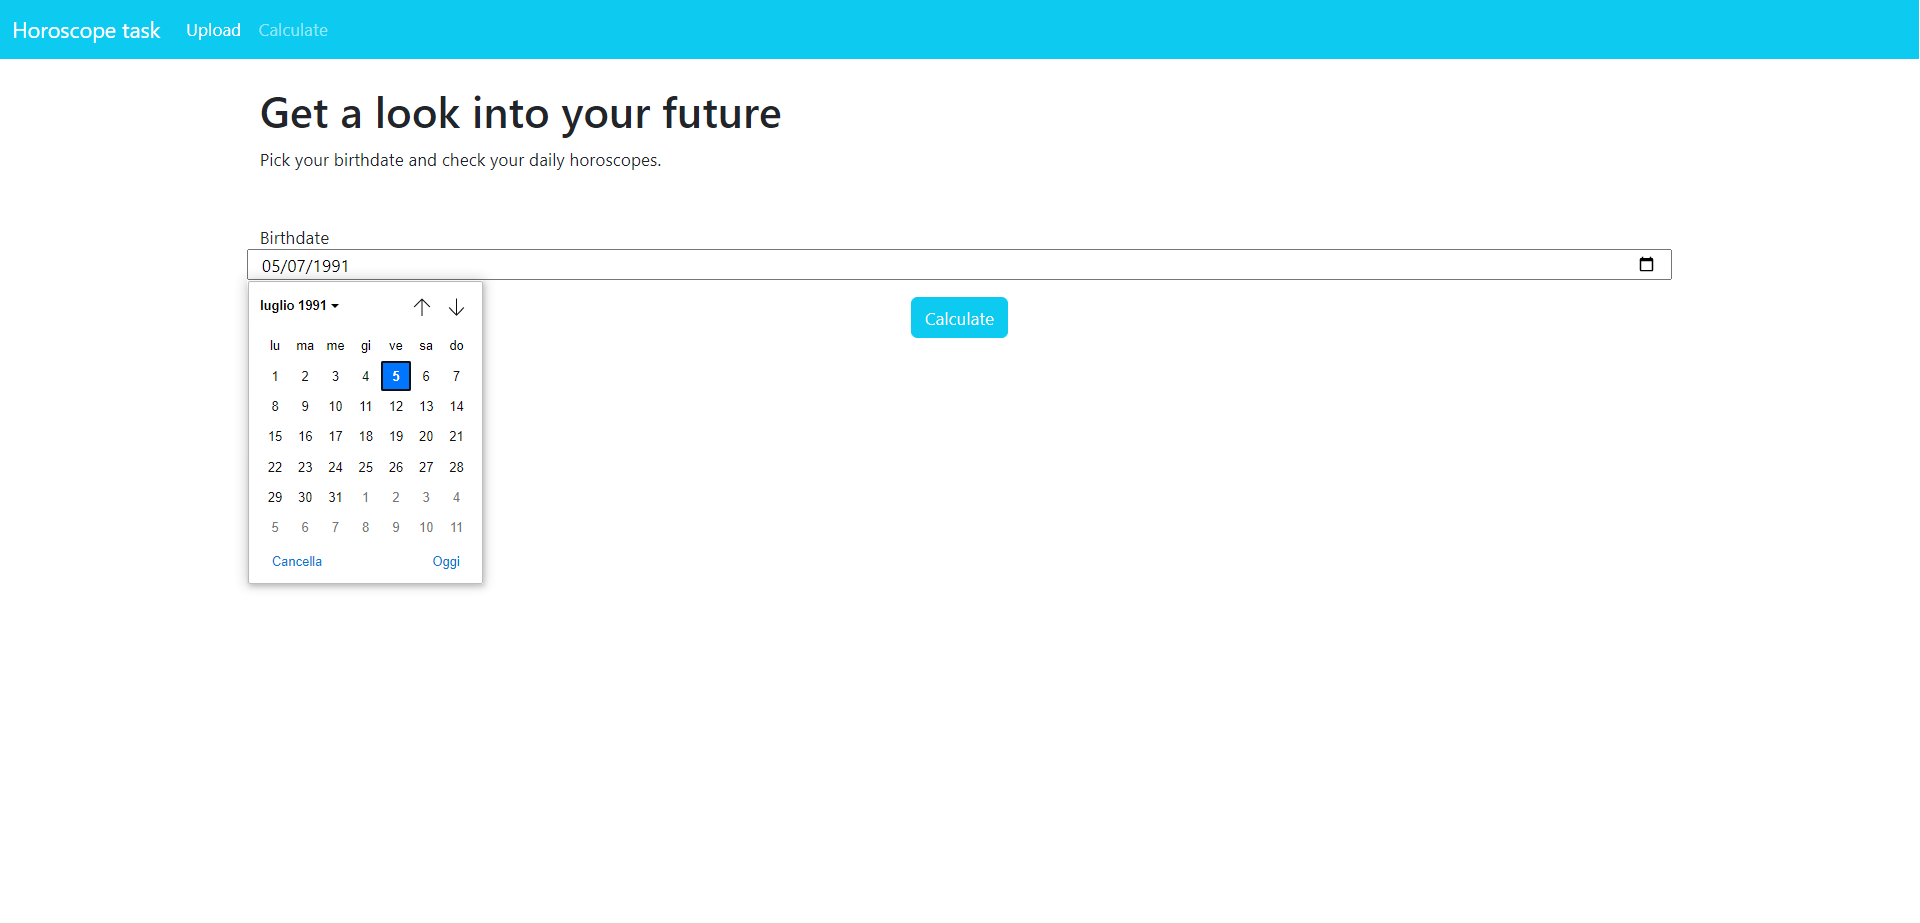 Horoscope task Upload Calculate
Get a look into your future
Pick your birthdate and check your daily horoscopes.
Birthdate
05/07/1991
luglio 1991
lu ma me gi ve sa do
1 2 3 4 5 6 7
8 9 10 11 12 13 14
15 16 17 18 19 20 21
22 23 24 25 26 27 28
29 30 31 1 2 3 4
5 6 7 8 9 10 11
Cancella Oggi
Calculate